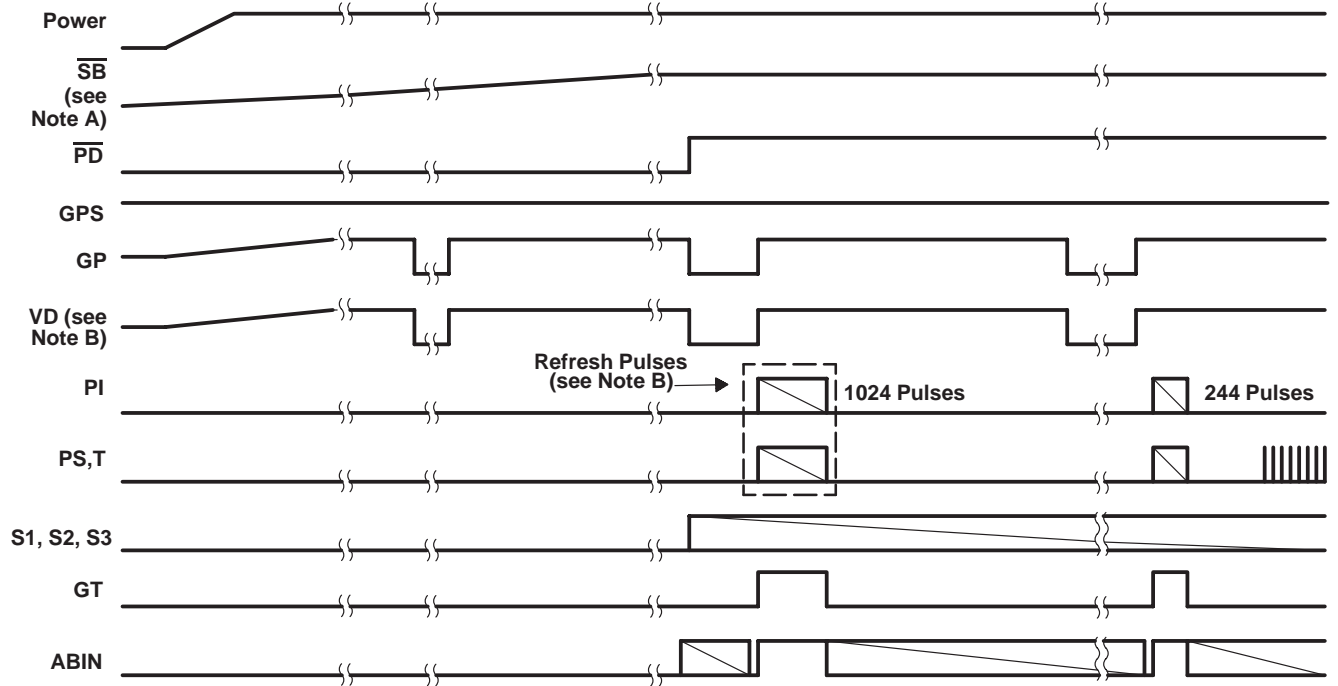 Power
SB
(see
Note A)
PD
GPS
GP
VD (see
Note B)
Refresh Pulses
(see Note B)
PI
1024 Pulses
244 Pulses
PS,T
S1, S2, S3
GT
ABIN